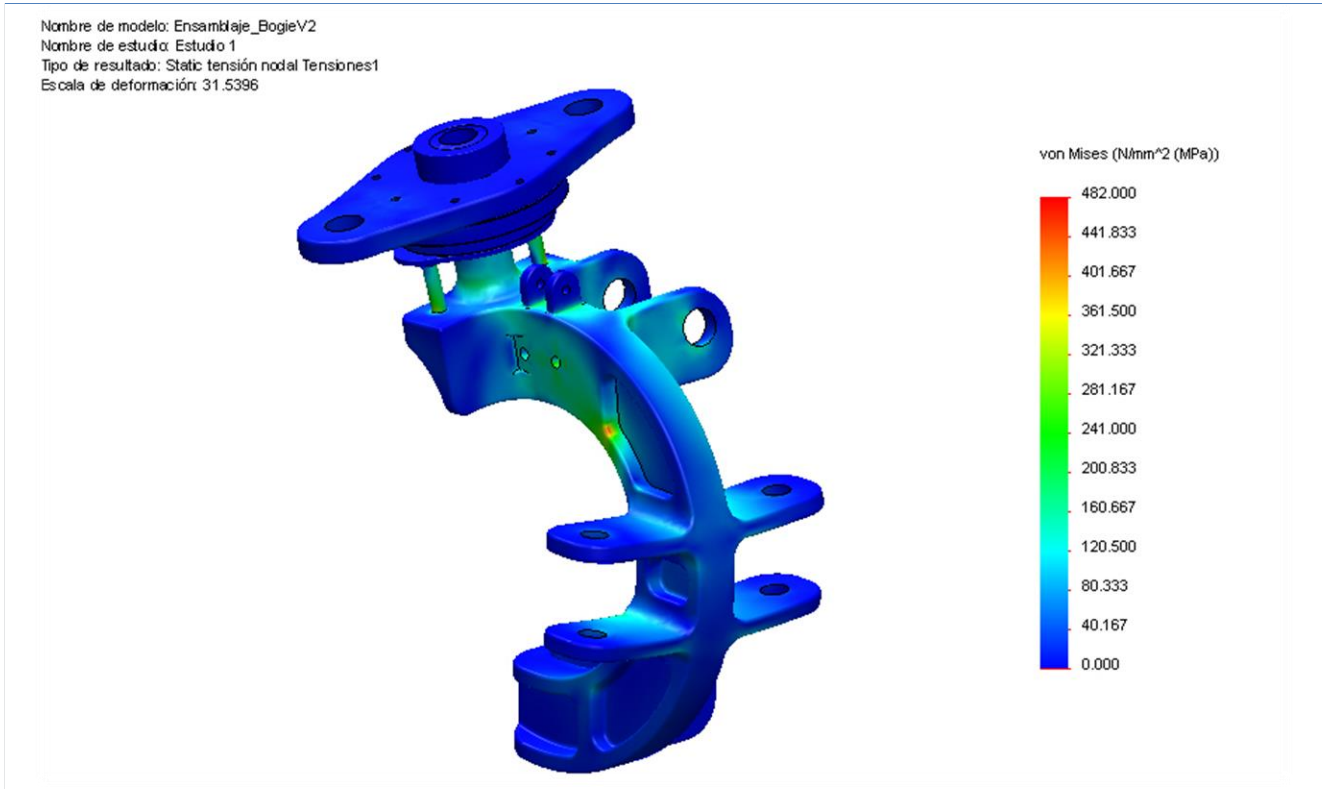 Nombre de modelo: Ensamblaje_BogieV2
Nombre de estudio: Estudio 1
Tipo de resultado: Static tensión nodal Tensiones1
Escala de deformación: 31.5396
von Mises (N/mm^2 (MPa))
482.000
441.833
401.667
361.500
321.333
281.167
241.000
200.833
160.667
120.500
80.333
40.167
0.000